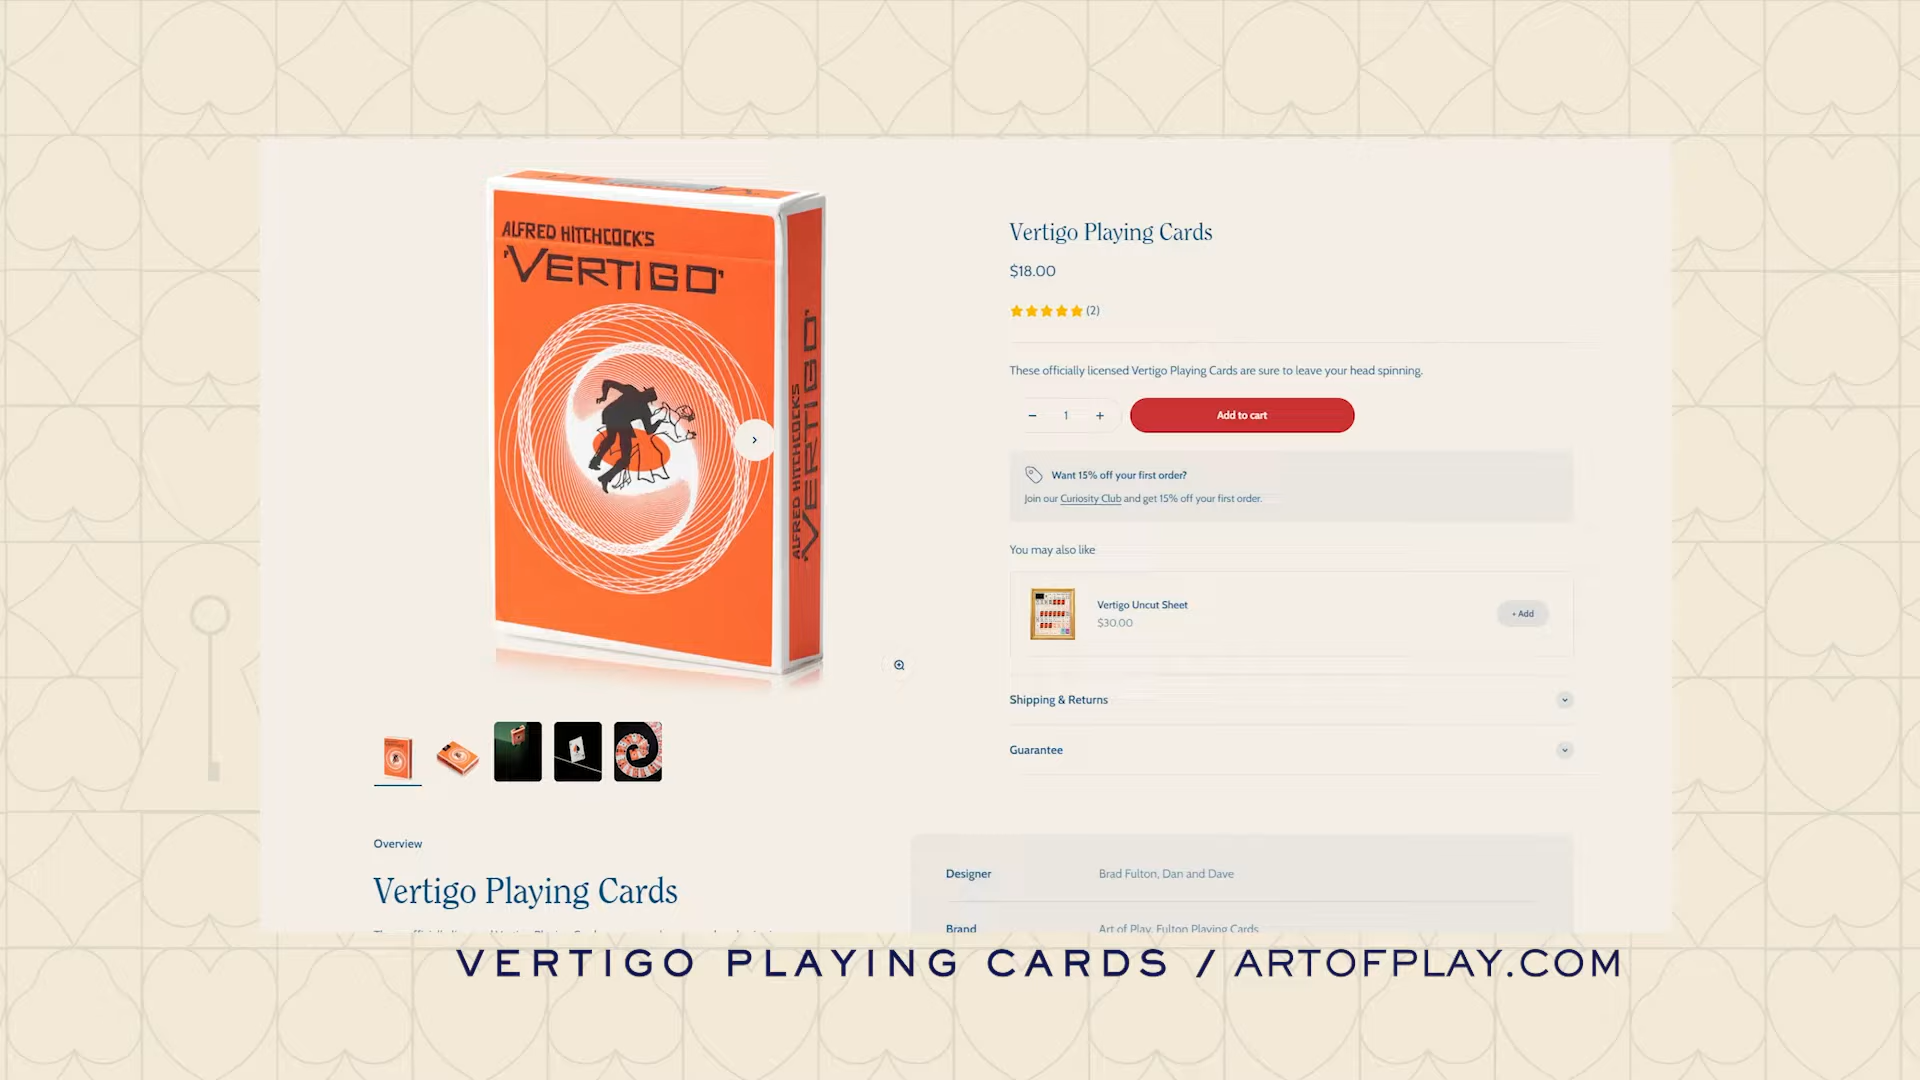 ALFRED HITCHCOCK'S
'VERTIGO'
ALFRED HITCHCOCK'S
'VERTIGO'
Vertigo Playing Cards
$18.00
(2)
These officially licensed Vertigo Playing Cards are sure to leave your head spinning.
− 1 +
Add to cart
Want 15% off your first order?
Join our Curiosity Club and get 15% off your first order.
You may also like
Vertigo Uncut Sheet
$30.00
+ Add
Shipping & Returns
Guarantee
Overview
Vertigo Playing Cards
Designer Brad Fulton, Dan and Dave
Brand Art of Play, Fulton Playing Cards
VERTIGO PLAYING CARDS / ARTOFPLAY.COM